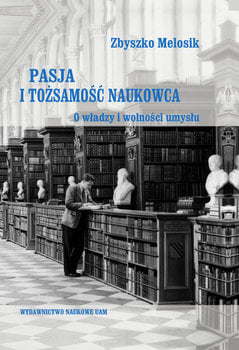 Zbyszko Melosik
PASJA
I TOŻSAMOŚĆ NAUKOWCA
O władzy i wolności umysłu
WYDAWNICTWO NAUKOWE UAM